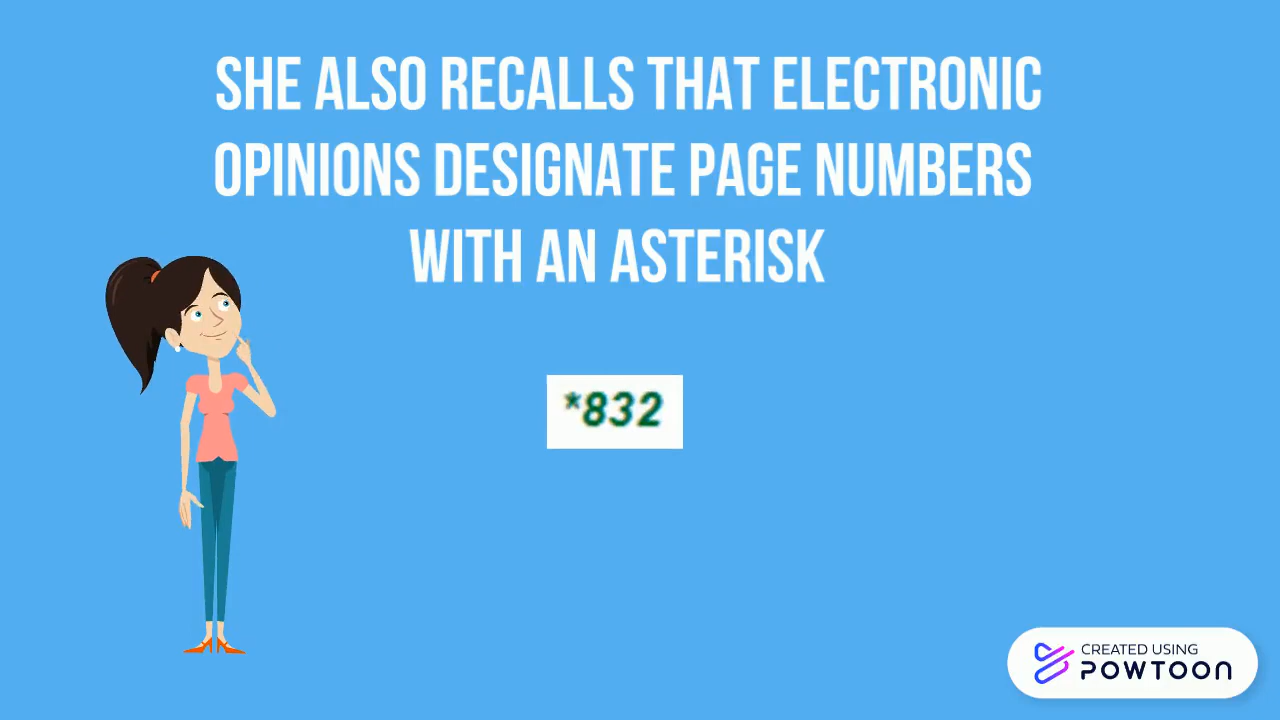 SHE ALSO RECALLS THAT ELECTRONIC
OPINIONS DESIGNATE PAGE NUMBERS
WITH AN ASTERISK
*832
CREATED USING
POWTOON